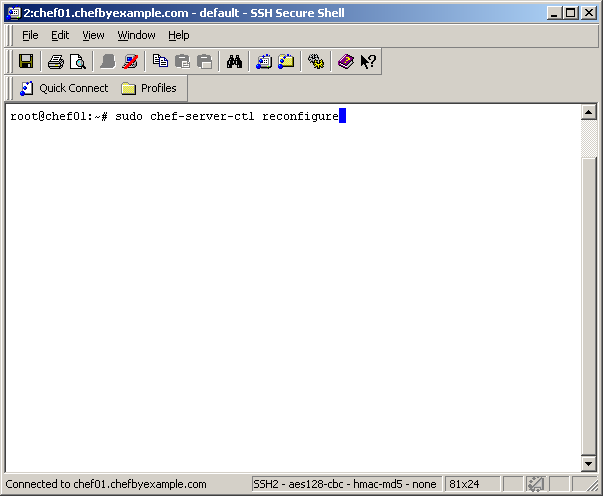 2:chef01.chefbyexample.com - default - SSH Secure Shell
File Edit View Window Help
Quick Connect Profiles
root@chef01:~# sudo chef-server-ctl reconfigure
Connected to chef01.chefbyexample.com SSH2 - aes128-cbc - hmac-md5 - none 81x24